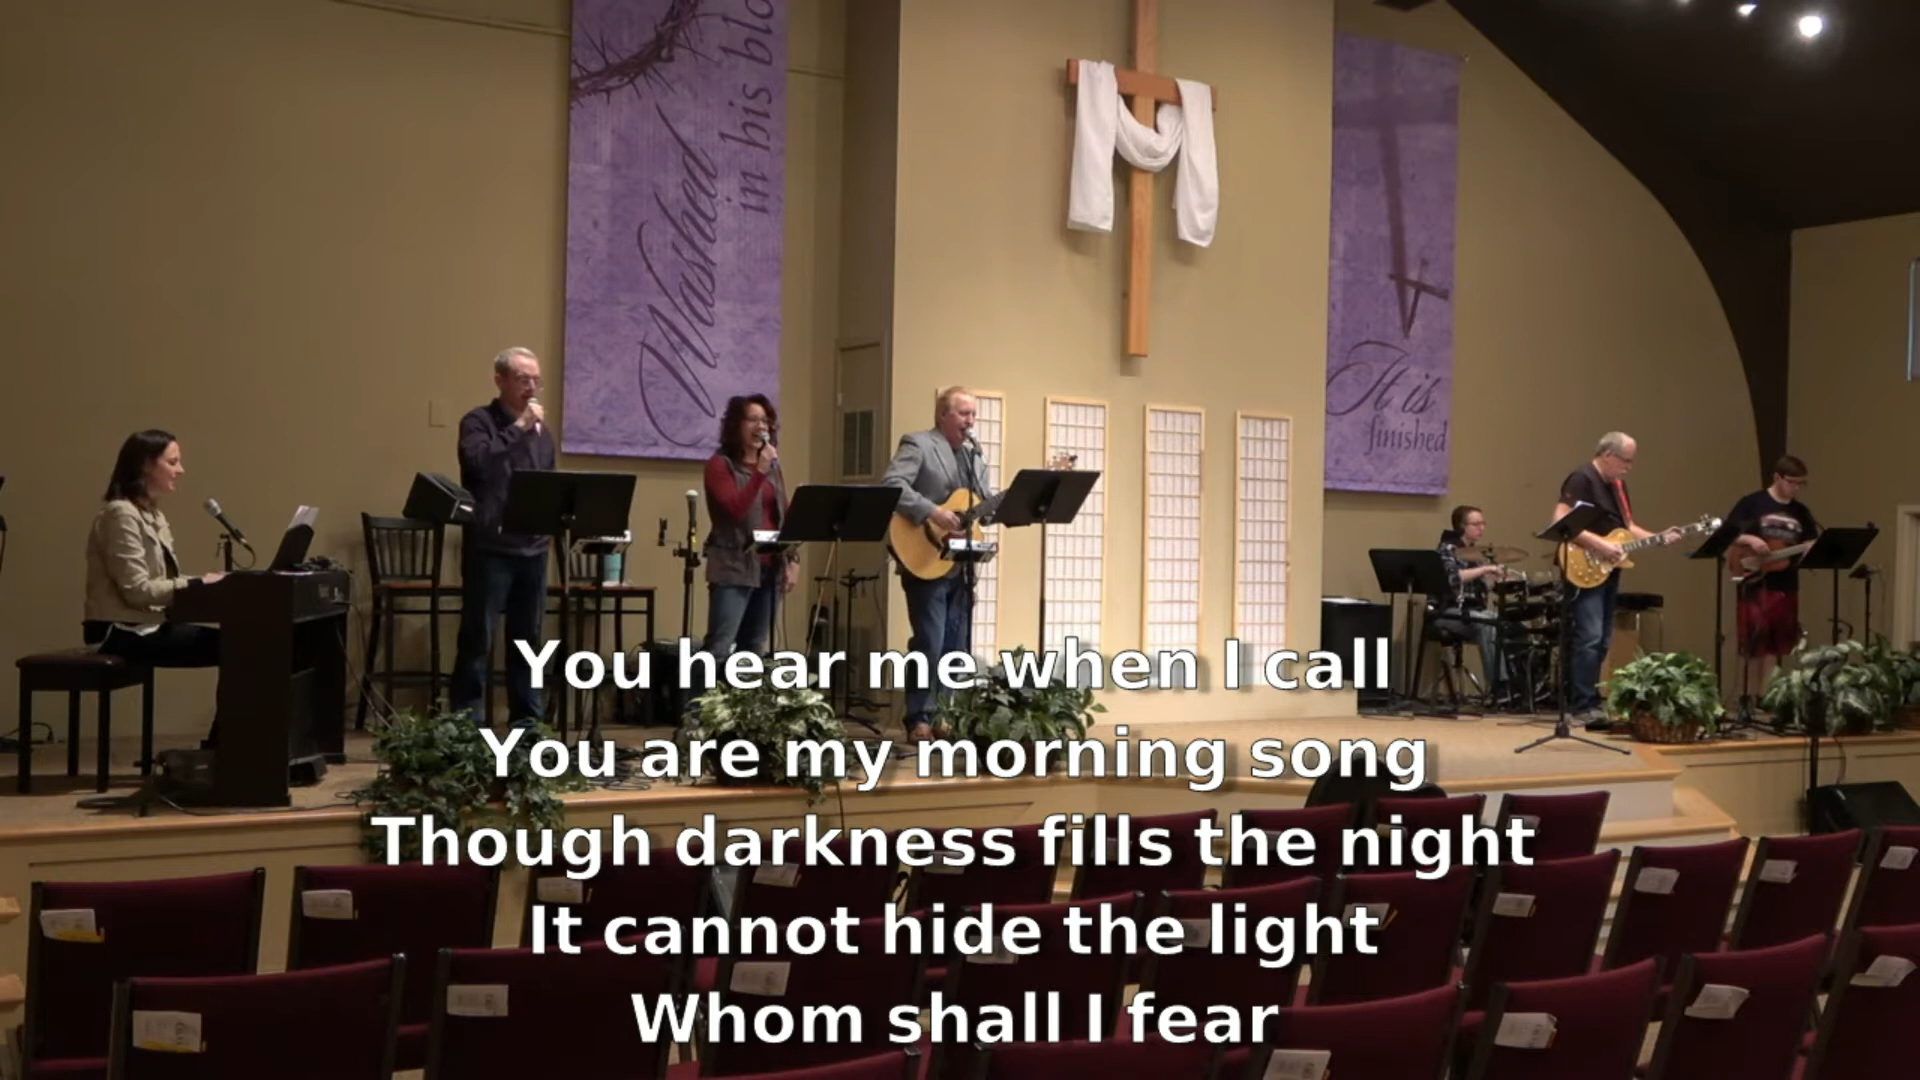 Washed
in his blo
It is
finished
You hear me when I call
You are my morning song
Though darkness fills the night
It cannot hide the light
Whom shall I fear